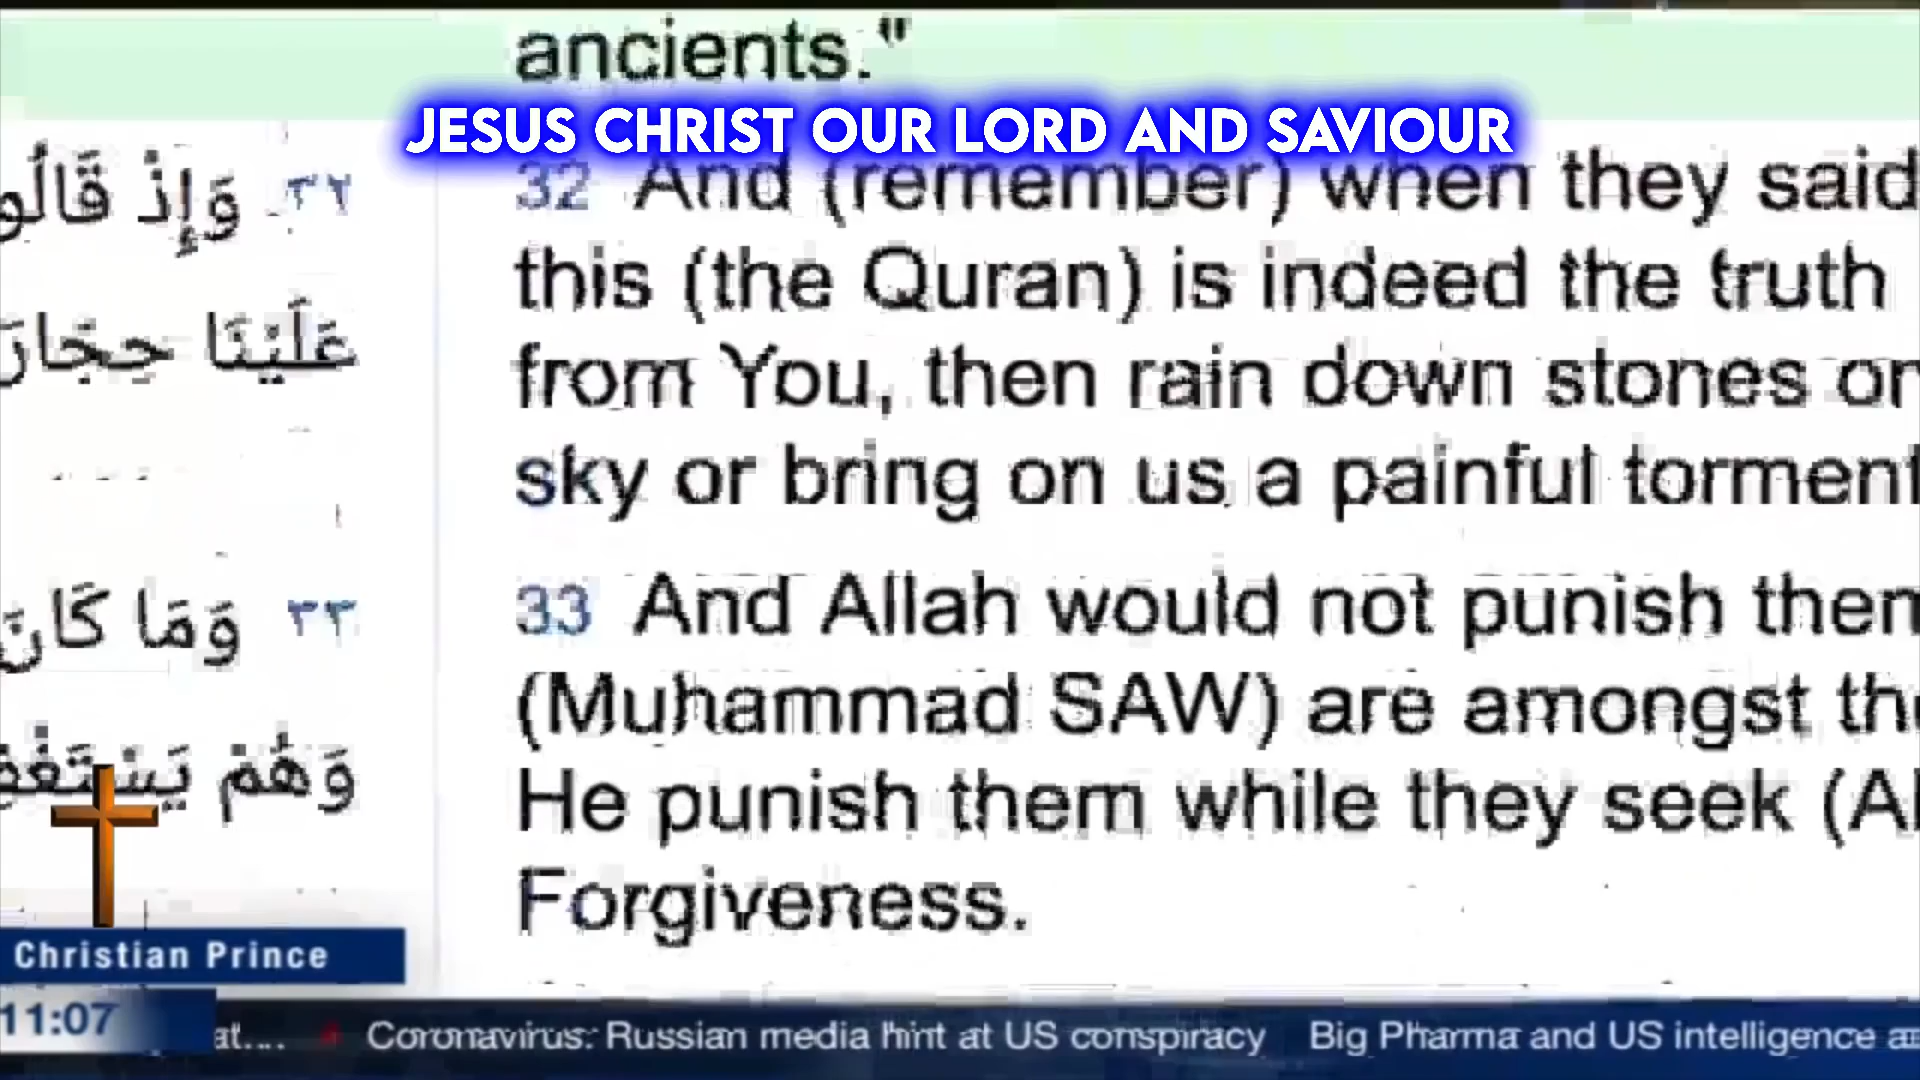 ancients."
JESUS CHRIST OUR LORD AND SAVIOUR
٣٢ وَإِذْ قَالُو
32 And (remember) when they said
this (the Quran) is indeed the truth
عَلَيْنَا حِجَارَ
from You, then rain down stones on
sky or bring on us a painful torment
٣٣ وَمَا كَانَ
33 And Allah would not punish them
(Muhammad SAW) are amongst the
وَهُمْ يَسْتَغْفِ
He punish them while they seek (Al
Forgiveness.
Christian Prince
11:07
at... Coronavirus: Russian media hint at US conspiracy Big Pharma and US intelligence a